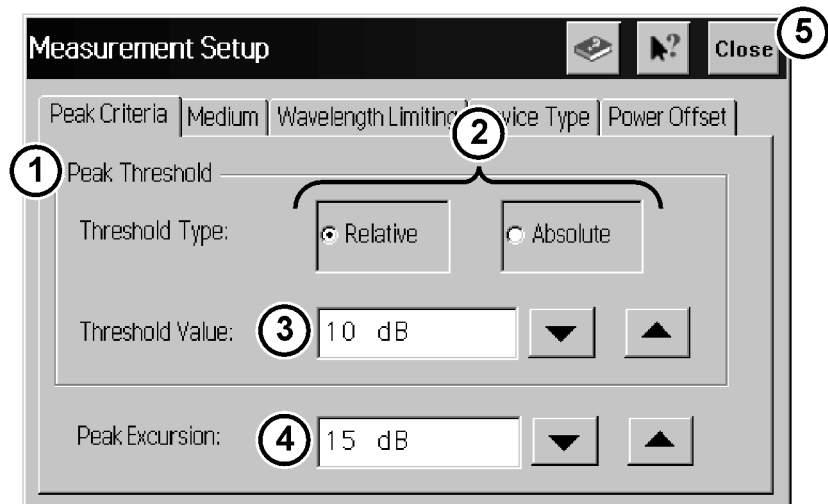 5
Measurement Setup
? ? Close
Peak Criteria Medium Wavelength Limiting vice Type Power Offset
2
1 Peak Threshold
Threshold Type: Relative Absolute
Threshold Value: 3 10 dB
Peak Excursion: 4 15 dB